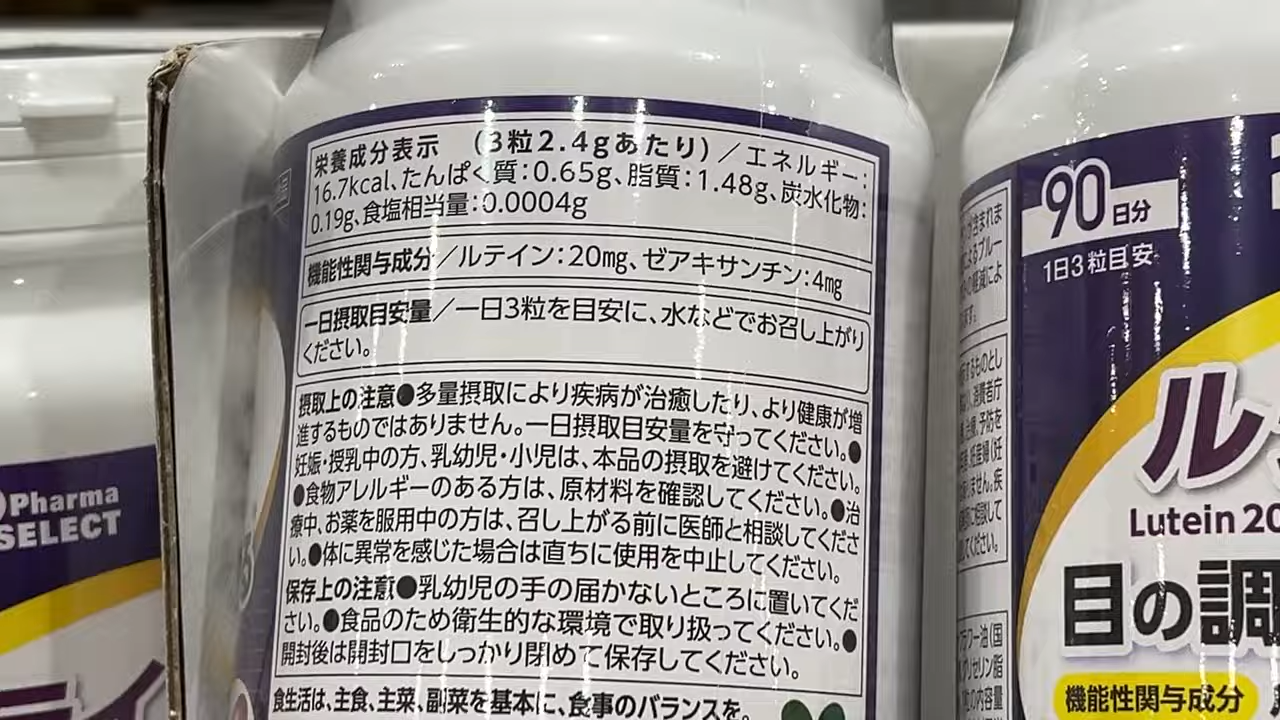 栄養成分表示 （3粒2.4gあたり）／エネルギー：
16.7kcal、たんぱく質：0.65g、脂質：1.48g、炭水化物：
0.19g、食塩相当量：0.0004g
機能性関与成分／ルテイン：20mg、ゼアキサンチン：4mg
一日摂取目安量／一日3粒を目安に、水などでお召し上がり
ください。
摂取上の注意●多量摂取により疾病が治癒したり、より健康が増
進するものではありません。一日摂取目安量を守ってください。●
妊娠・授乳中の方、乳幼児・小児は、本品の摂取を避けてください。
●食物アレルギーのある方は、原材料を確認してください。●治
療中、お薬を服用中の方は、召し上がる前に医師と相談してくださ
い。●体に異常を感じた場合は直ちに使用を中止してください。
保存上の注意●乳幼児の手の届かないところに置いてくだ
さい。●食品のため衛生的な環境で取り扱ってください。●
開封後は開封口をしっかり閉めて保存してください。
食生活は、主食、主菜、副菜を基本に、食事のバランスを。
Pharma
SELECT
テイ
90日分
1日3粒目安
ル
Lutein 20
目の調
機能性関与成分